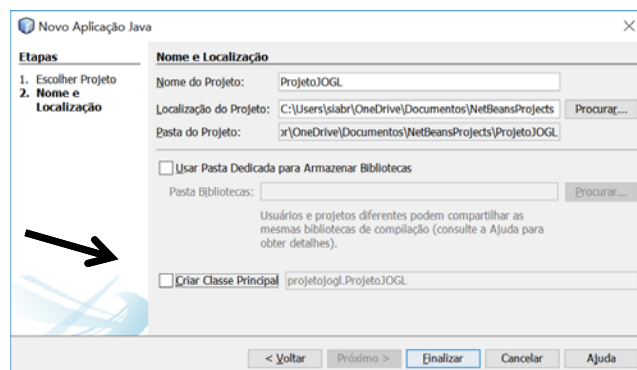 Novo Aplicação Java
Etapas
1. Escolher Projeto
2. Nome e
Localização
Nome e Localização
Nome do Projeto: ProjetoJOGL
Localização do Projeto: C:\Users\siabr\OneDrive\Documentos\NetBeansProjects Procurar...
Pasta do Projeto: or\OneDrive\Documentos\NetBeansProjects\ProjetoJOGL
Usar Pasta Dedicada para Armazenar Bibliotecas
Pasta Bibliotecas: Procurar...
Usuários e projetos diferentes podem compartilhar as
mesmas bibliotecas de compilação (consulte a Ajuda para
obter detalhes).
Criar Classe Principal projetojogl.ProjetoJOGL
< Voltar Próximo > Finalizar Cancelar Ajuda